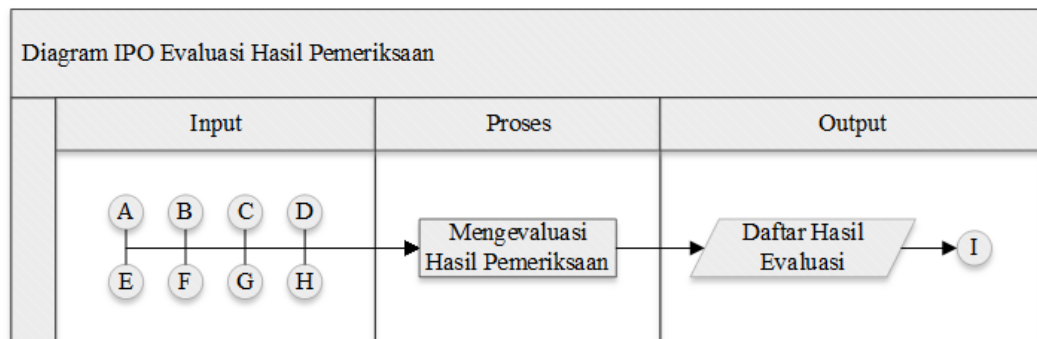 Diagram IPO Evaluasi Hasil Pemeriksaan
Input Proses Output
A B C D
Mengevaluasi
Hasil Pemeriksaan
Daftar Hasil
Evaluasi
I
E F G H